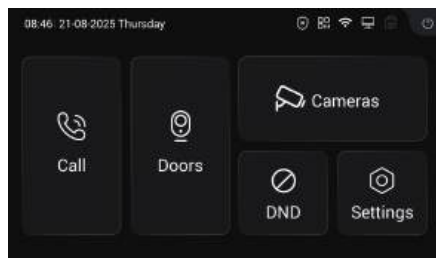 08:46 21-08-2025 Thursday
Call
Doors
Cameras
DND
Settings